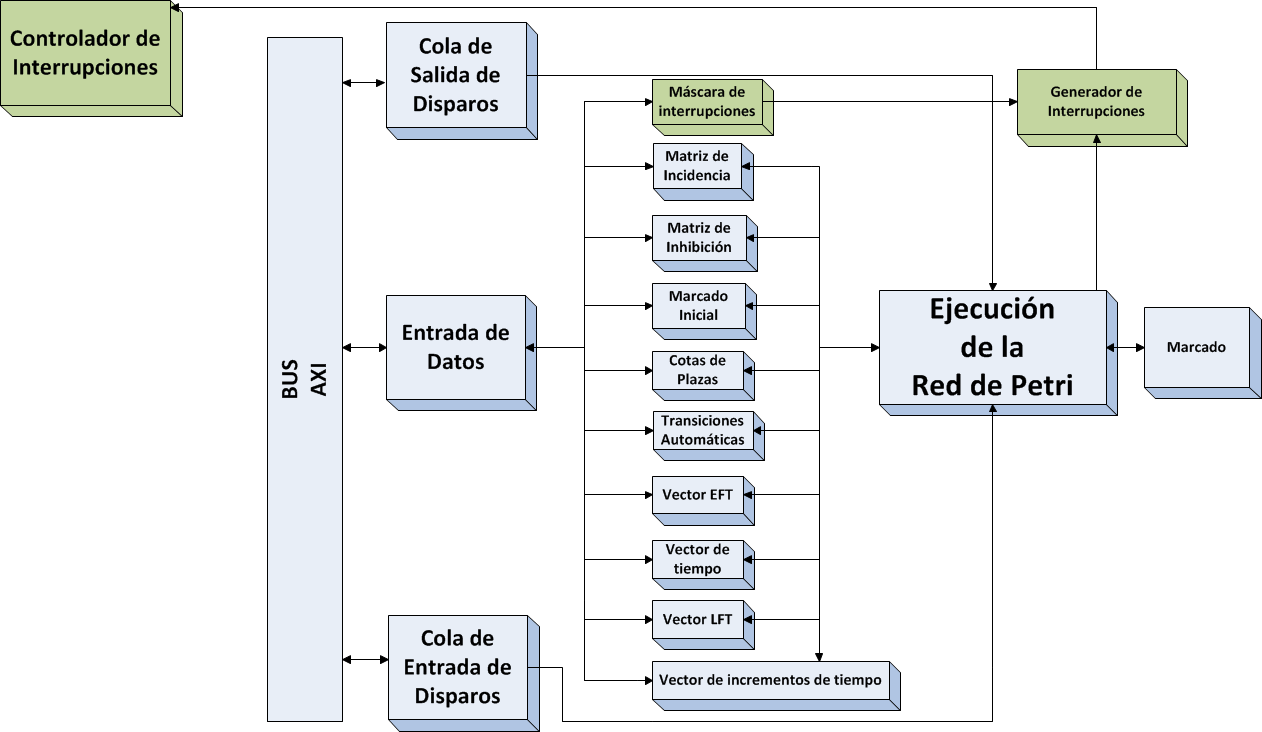 Controlador de
Interrupciones
Cola de
Salida de
Disparos
Máscara de
interrupciones
Generador de
Interrupciones
Matriz de
Incidencia
Matriz de
Inhibición
Marcado
Inicial
BUS
AXI
Entrada de
Datos
Cotas de
Plazas
Ejecución
de la
Red de Petri
Marcado
Transiciones
Automáticas
Vector EFT
Vector de
tiempo
Vector LFT
Cola de
Entrada de
Disparos
Vector de incrementos de tiempo